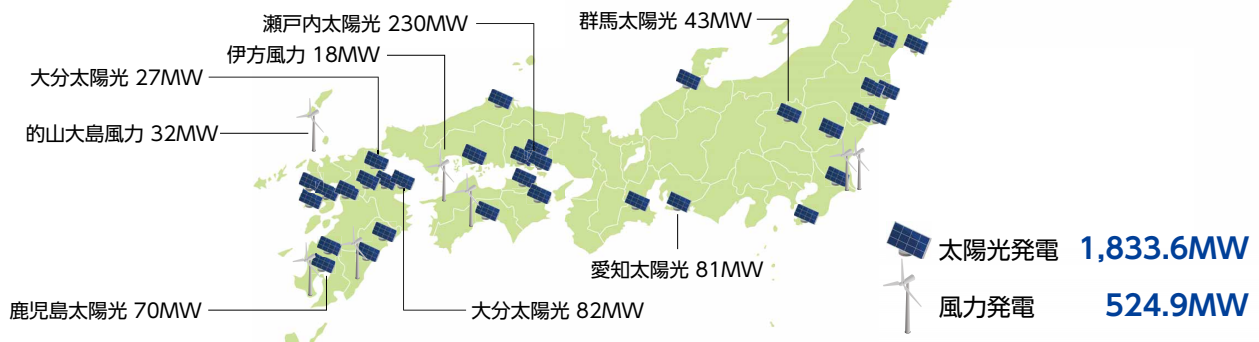 瀬戸内太陽光 230MW
群馬太陽光 43MW
伊方風力 18MW
大分太陽光 27MW
的山大島風力 32MW
愛知太陽光 81MW
鹿児島太陽光 70MW
大分太陽光 82MW
太陽光発電 1,833.6MW
風力発電 524.9MW